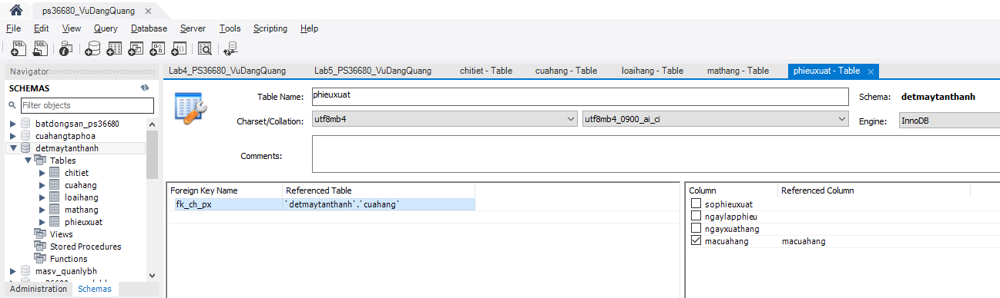 ps36680_VuDangQuang
File Edit View Query Database Server Tools Scripting Help
Navigator
SCHEMAS
Filter objects
batdongsan_ps36680
cuahangtaphoa
detmaytanthanh
Tables
chitiet
cuahang
loaihang
mathang
phieuxuat
Views
Stored Procedures
Functions
masv_quanlybh
Administration Schemas
Lab4_PS36680_VuDangQuang Lab5_PS36680_VuDangQuang chitiet - Table cuahang - Table loaihang - Table mathang - Table phieuxuat - Table
Table Name: phieuxuat Schema: detmaytanthanh
Charset/Collation: utf8mb4 utf8mb4_0900_ai_ci Engine: InnoDB
Comments:
Foreign Key Name Referenced Table
fk_ch_px `detmaytanthanh`.`cuahang`
Column Referenced Column
sophieuxuat
ngaylapphieu
ngayxuathang
macuahang macuahang